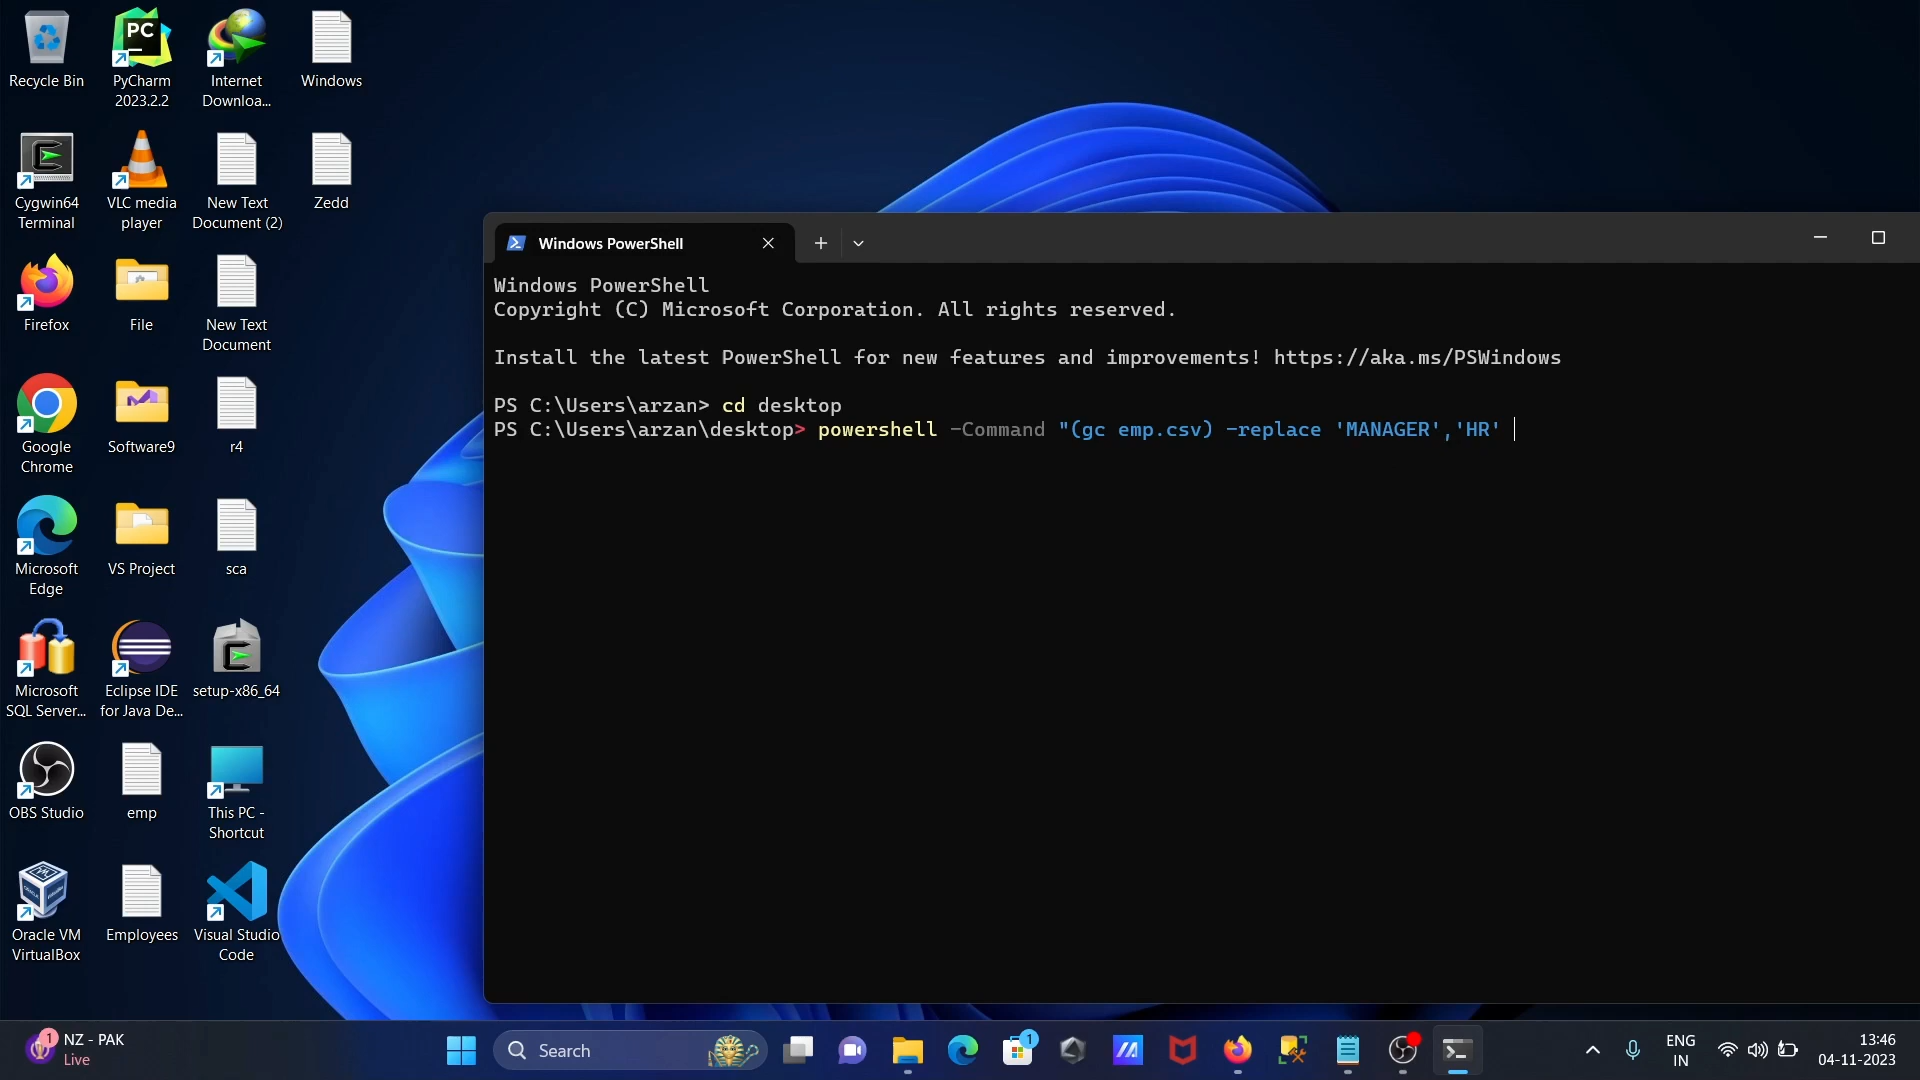 Recycle Bin
PyCharm
2023.2.2
Internet
Downloa...
Windows
Cygwin64
Terminal
VLC media
player
New Text
Document (2)
Zedd
Firefox
File
New Text
Document
Google
Chrome
Software9
r4
Microsoft
Edge
VS Project
sca
Microsoft
SQL Server...
Eclipse IDE
for Java De...
setup-x86_64
OBS Studio
emp
This PC -
Shortcut
Oracle VM
VirtualBox
Employees
Visual Studio
Code
Windows PowerShell
Windows PowerShell
Copyright (C) Microsoft Corporation. All rights reserved.
Install the latest PowerShell for new features and improvements! https://aka.ms/PSWindows
PS C:\Users\arzan> cd desktop
PS C:\Users\arzan\desktop> powershell -Command "(gc emp.csv) -replace 'MANAGER','HR'
1
NZ - PAK
Live
Search
1
ENG
IN
13:46
04-11-2023